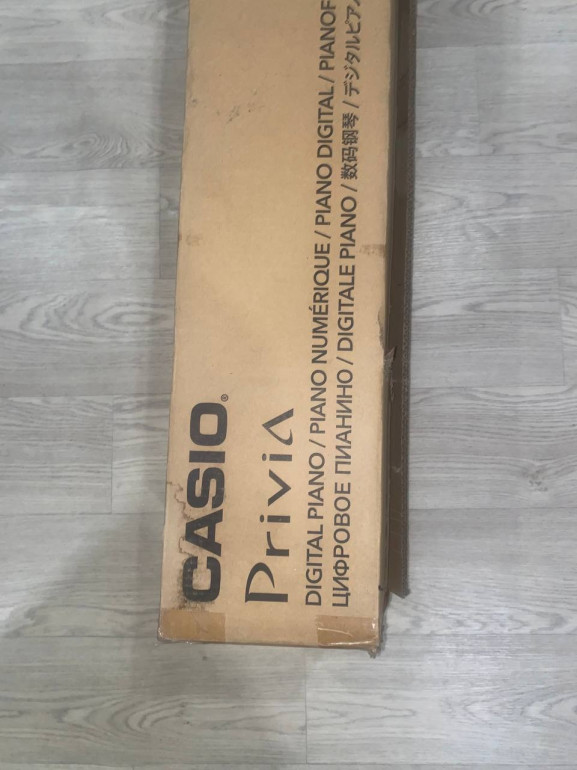 CASIO®
PriviA
DIGITAL PIANO / PIANO NUMÉRIQUE / PIANO DIGITAL / PIANOF
ЦИФРОВОЕ ПИАНИНО / DIGITALE PIANO / 数码钢琴 / デジタルピアノ